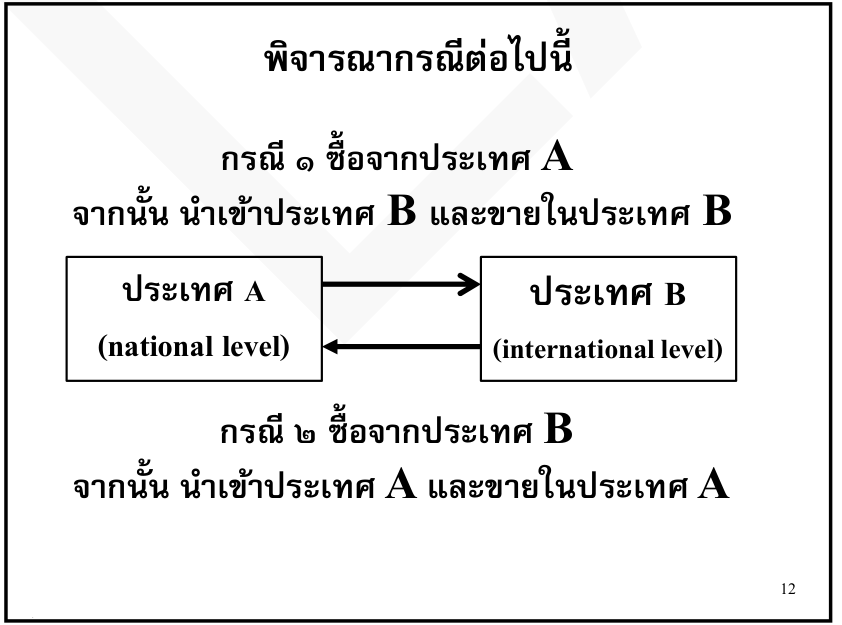 พิจารณากรณีต่อไปนี้
กรณี ๑ ซื้อจากประเทศ A
จากนั้น นำเข้าประเทศ B และขายในประเทศ B
ประเทศ A
(national level)
ประเทศ B
(international level)
กรณี ๒ ซื้อจากประเทศ B
จากนั้น นำเข้าประเทศ A และขายในประเทศ A
12